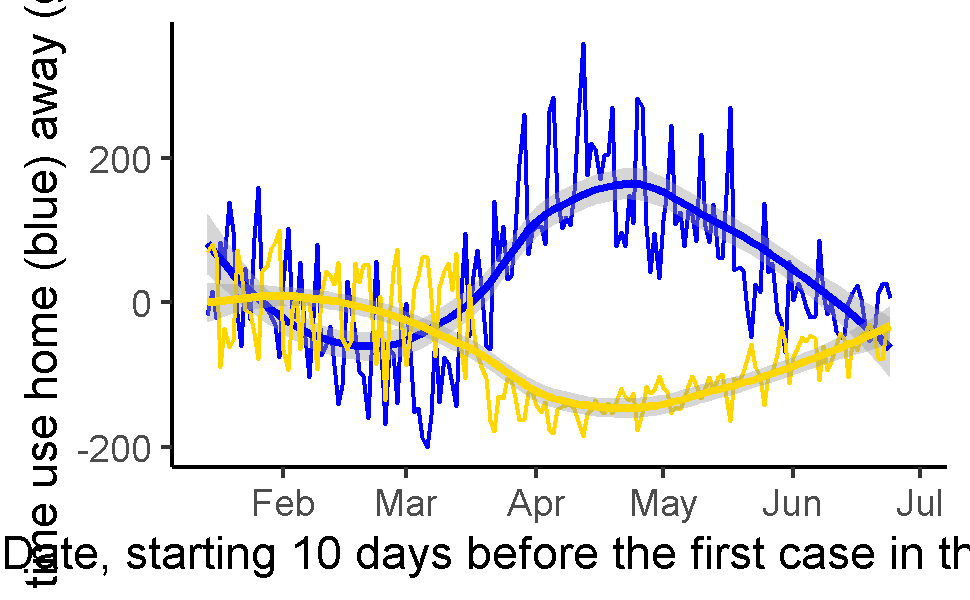 time use home (blue) away (
200
0
-200
Feb Mar Apr May Jun Jul
Date, starting 10 days before the first case in th